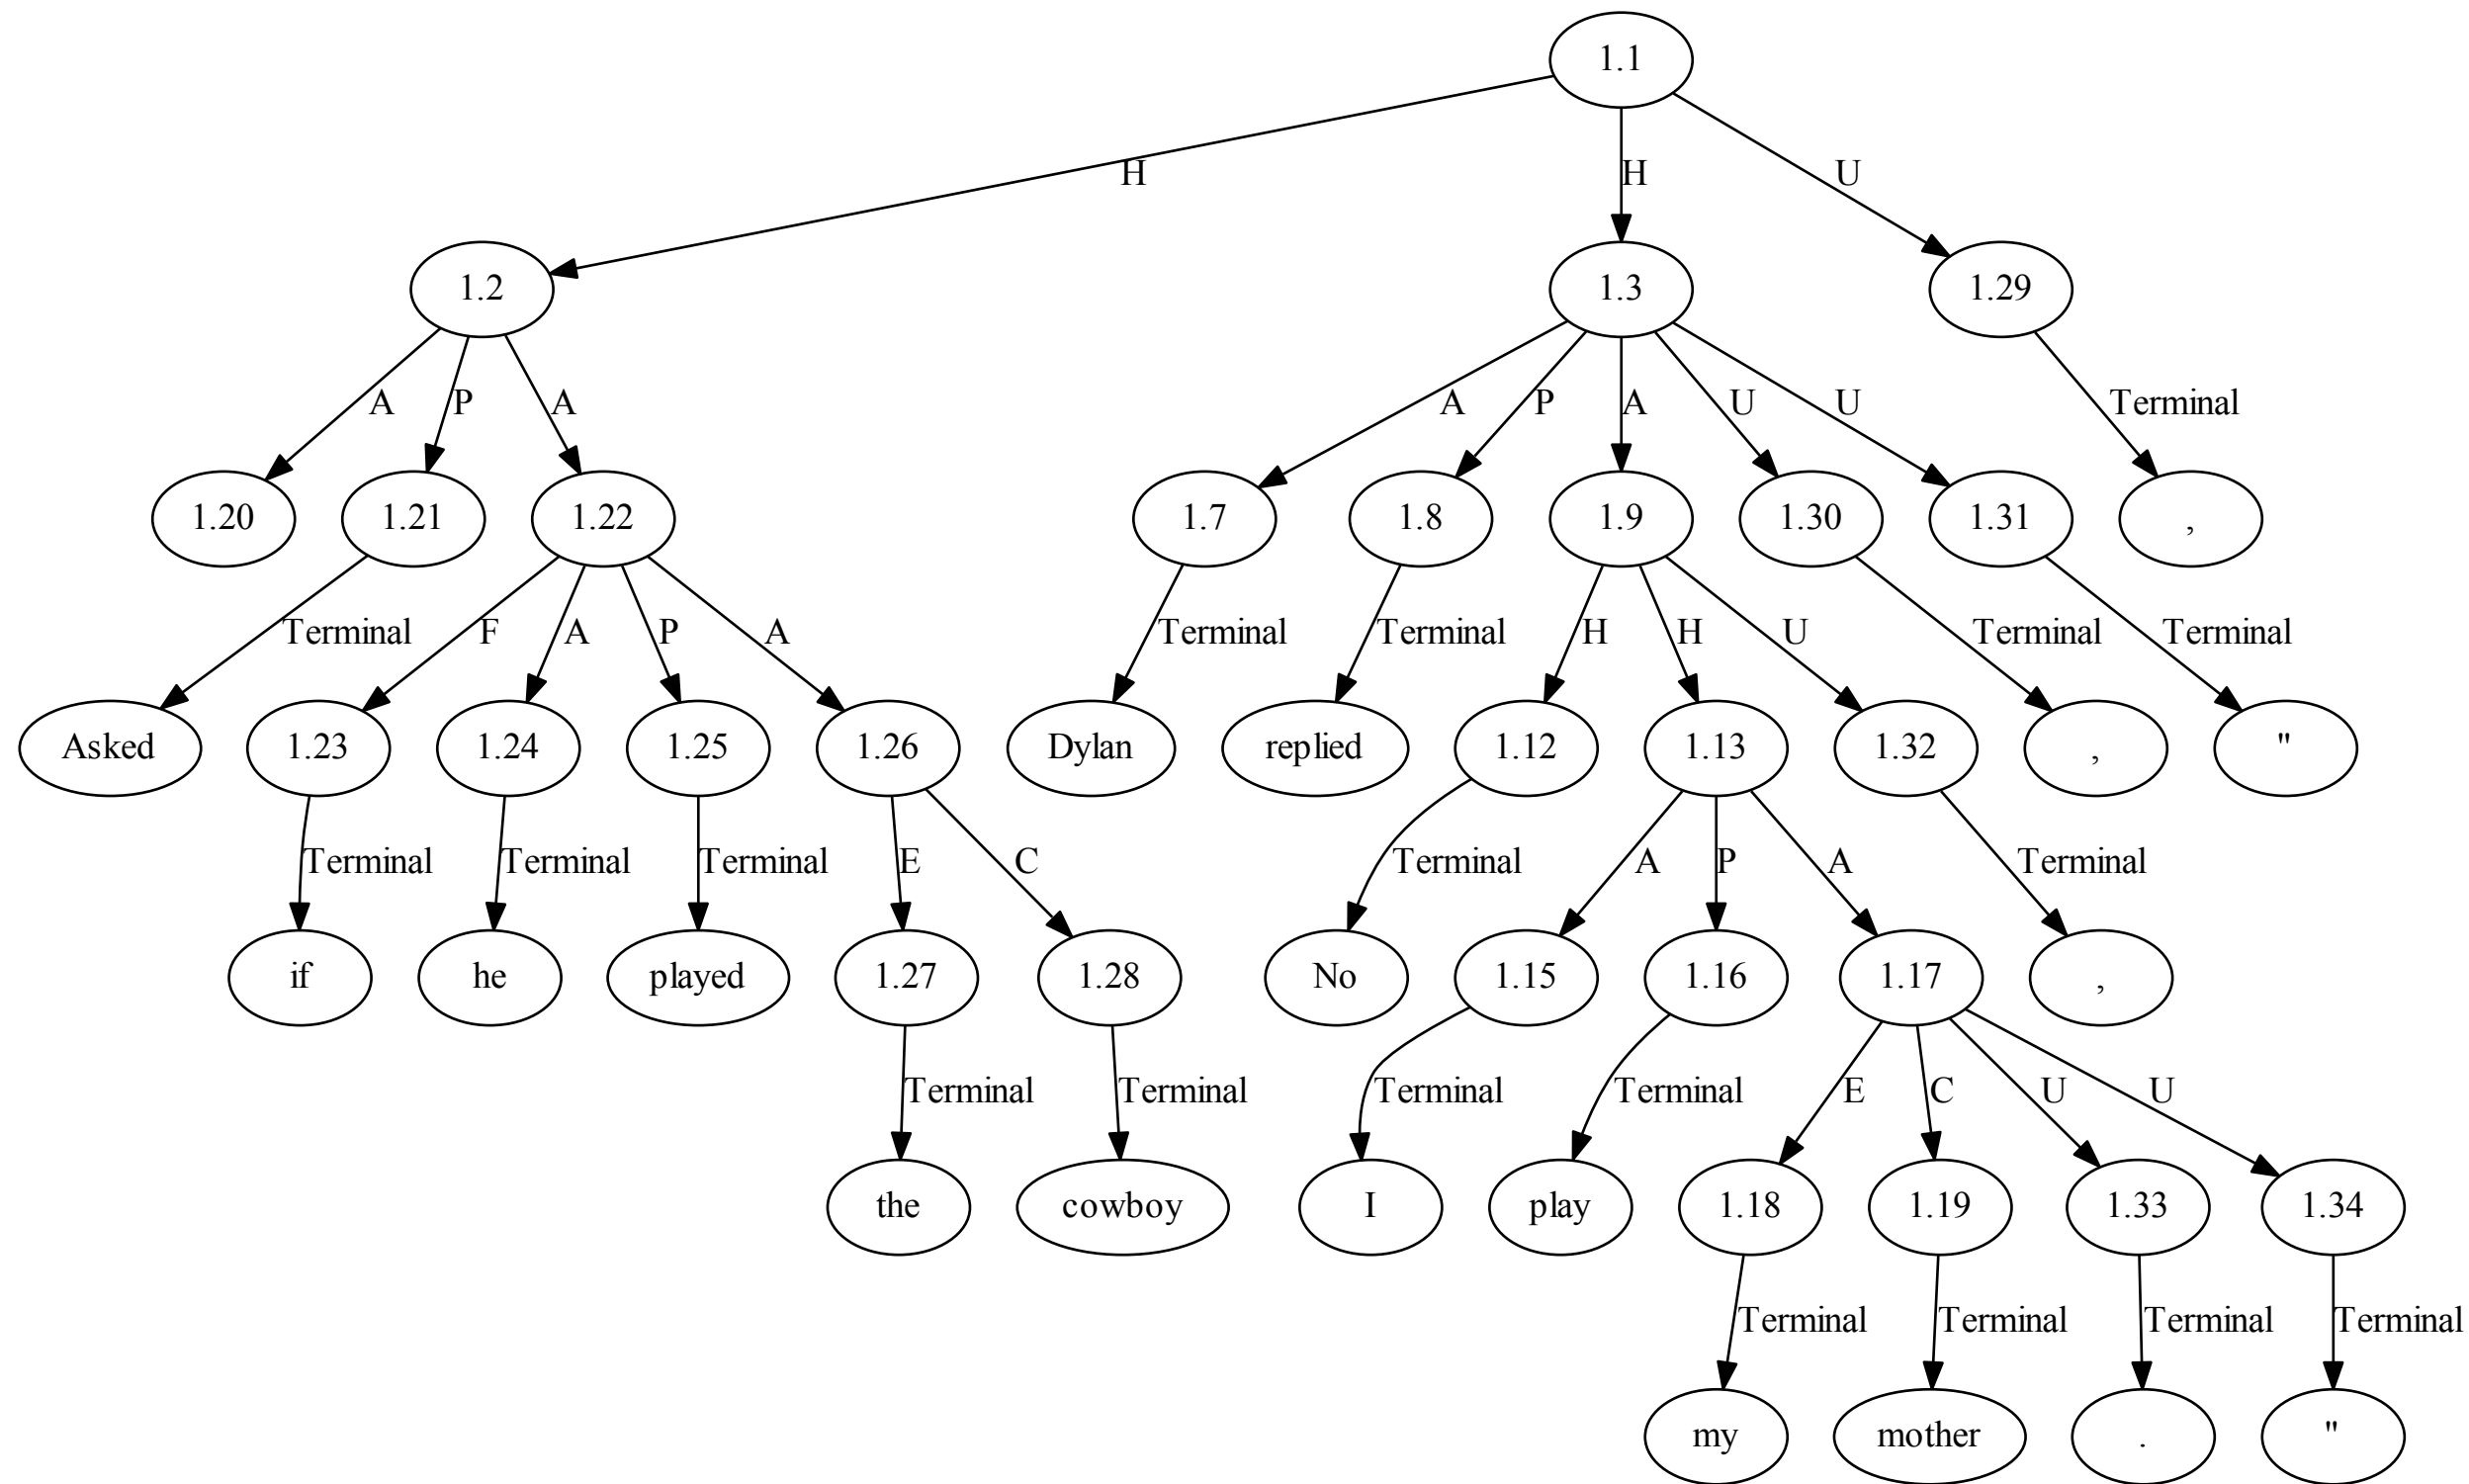 1.1
H H U
1.2 1.3 1.29
A P A A P A U U Terminal
1.20 1.21 1.22 1.7 1.8 1.9 1.30 1.31 ,
Terminal F A P A Terminal Terminal H H U Terminal Terminal
Asked 1.23 1.24 1.25 1.26 Dylan replied 1.12 1.13 1.32 , "
Terminal Terminal Terminal E C Terminal A P A Terminal
if he played 1.27 1.28 No 1.15 1.16 1.17 ,
Terminal Terminal Terminal Terminal E C U U
the cowboy I play 1.18 1.19 1.33 1.34
Terminal Terminal Terminal Terminal
my mother . "